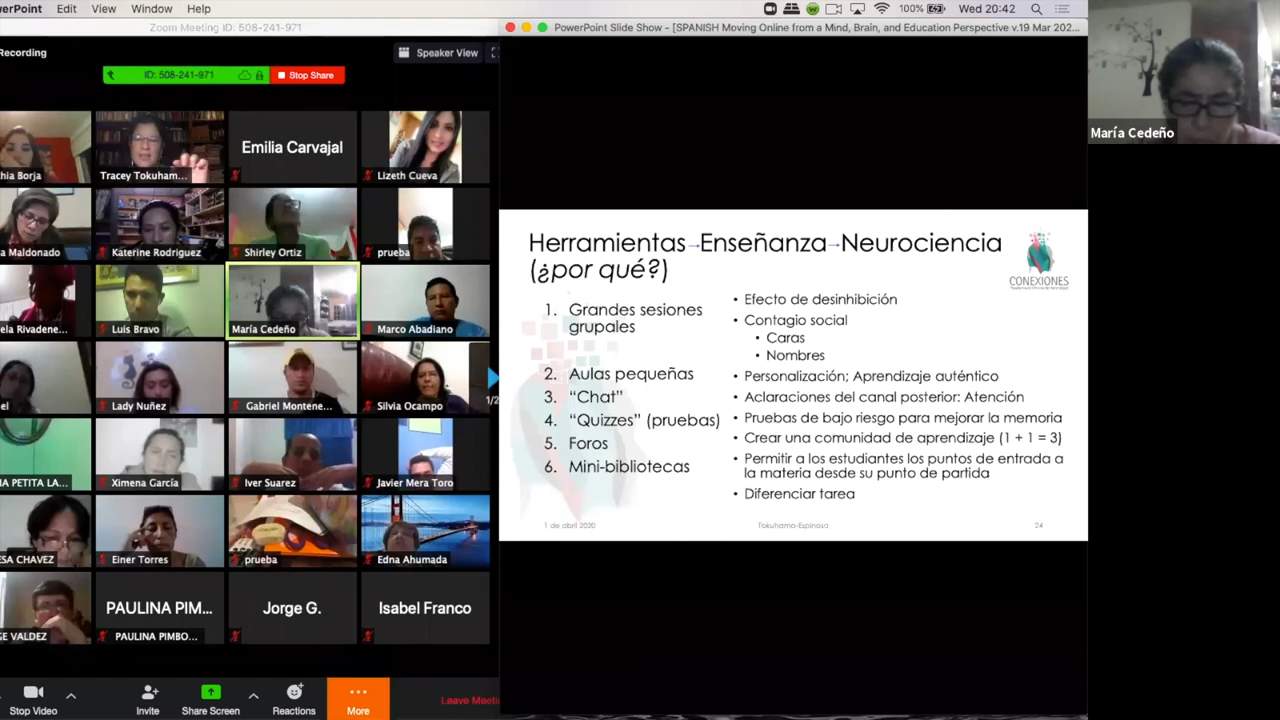 PowerPoint Edit View Window Help
100% Wed 20:42
Zoom Meeting ID: 508-241-971
PowerPoint Slide Show - [SPANISH Moving Online from a Mind, Brain, and Education Perspective v.19 Mar 202...
Recording
Speaker View
ID: 508-241-971 Stop Share
María Cedeño
Emilia Carvajal
hia Borja
Tracey Tokuham...
Lizeth Cueva
a Maldonado
Katerine Rodriguez
Shirley Ortiz
prueba
ela Rivadene...
Luis Bravo
María Cedeño
Marco Abadiano
el
Lady Nuñez
Gabriel Montene...
Silvia Ocampo
1/2
NA PETITA LA...
Ximena García
Iver Suarez
Javier Mera Toro
ESA CHAVEZ
Einer Torres
prueba
Edna Ahumada
PAULINA PIM...
Jorge G.
Isabel Franco
GE VALDEZ
PAULINA PIMBO...
Stop Video
Invite
Share Screen
Reactions
More
Leave Meeti
Herramientas→Enseñanza→Neurociencia
(¿por qué?)
CONEXIONES
1. Grandes sesiones
grupales
2. Aulas pequeñas
3. “Chat”
4. “Quizzes” (pruebas)
5. Foros
6. Mini-bibliotecas
• Efecto de desinhibición
• Contagio social
• Caras
• Nombres
• Personalización; Aprendizaje auténtico
• Aclaraciones del canal posterior: Atención
• Pruebas de bajo riesgo para mejorar la memoria
• Crear una comunidad de aprendizaje (1 + 1 = 3)
• Permitir a los estudiantes los puntos de entrada a
la materia desde su punto de partida
• Diferenciar tarea
1 de abril 2020
Tokuhama-Espinosa
24